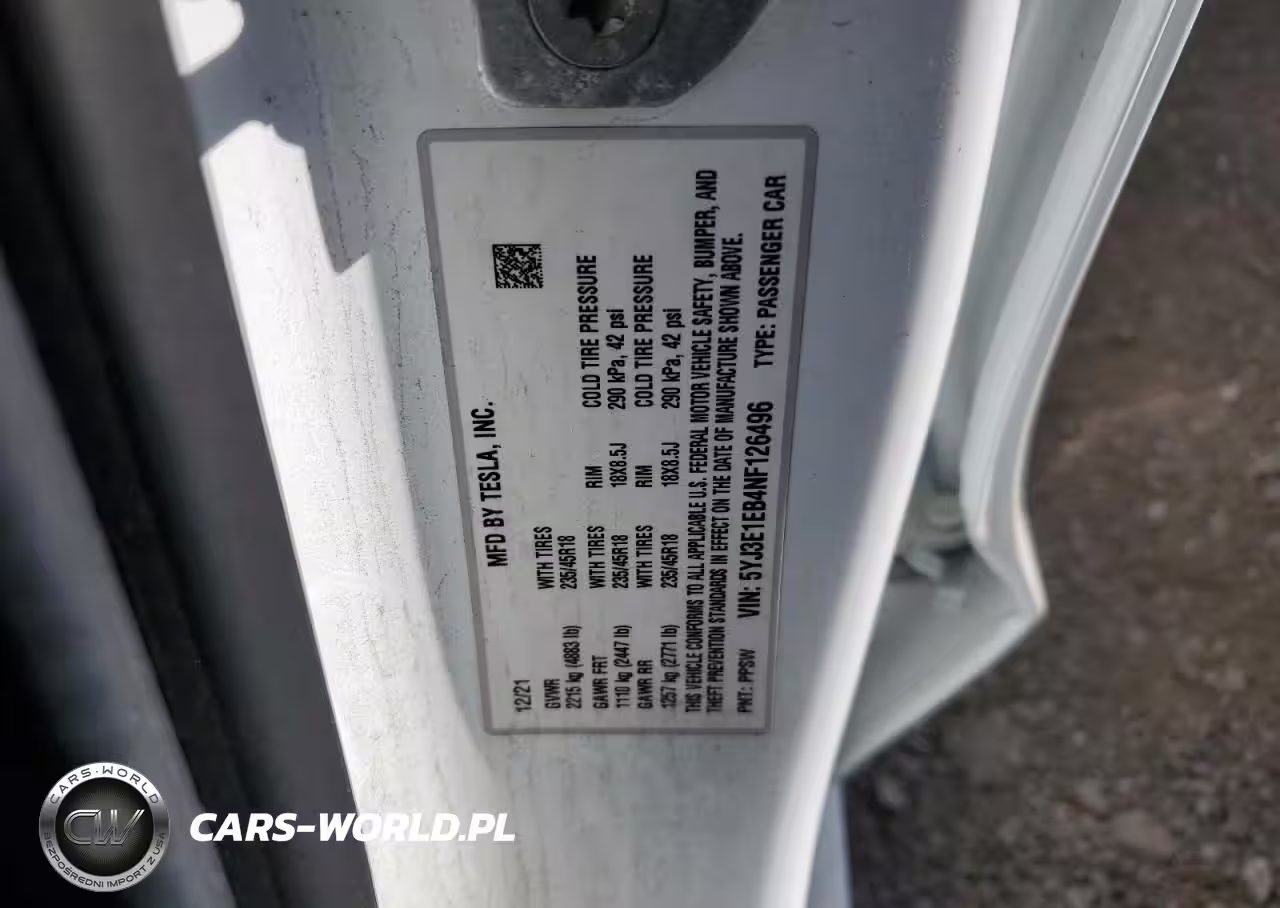 MFD BY TESLA, INC.
12/21
GVWR WITH TIRES
2215 kg (4883 lb) 235/45R18
GAWR FRT WITH TIRES RIM COLD TIRE PRESSURE
1110 kg (2447 lb) 235/45R18 18X8.5J 290 kPa, 42 psi
GAWR RR WITH TIRES RIM COLD TIRE PRESSURE
1257 kg (2771 lb) 235/45R18 18X8.5J 290 kPa, 42 psi
THIS VEHICLE CONFORMS TO ALL APPLICABLE U.S. FEDERAL MOTOR VEHICLE SAFETY, BUMPER, AND
THEFT PREVENTION STANDARDS IN EFFECT ON THE DATE OF MANUFACTURE SHOWN ABOVE.
PNT: PPSW VIN: 5YJ3E1EB4NF126496 TYPE: PASSENGER CAR
CARS-WORLD
CW
BEZPOŚREDNI IMPORT Z USA
CARS-WORLD.PL